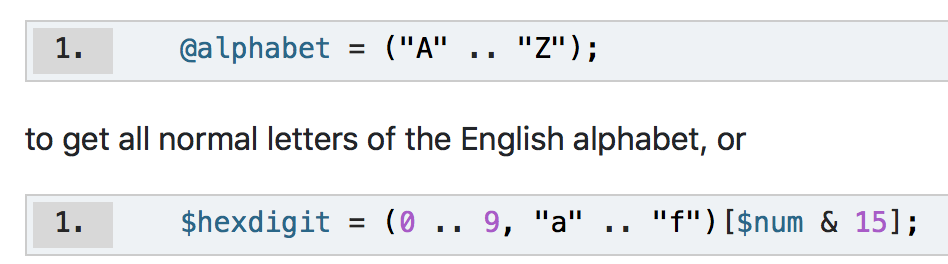 1. @alphabet = ("A" .. "Z");
to get all normal letters of the English alphabet, or
1. $hexdigit = (0 .. 9, "a" .. "f")[$num & 15];